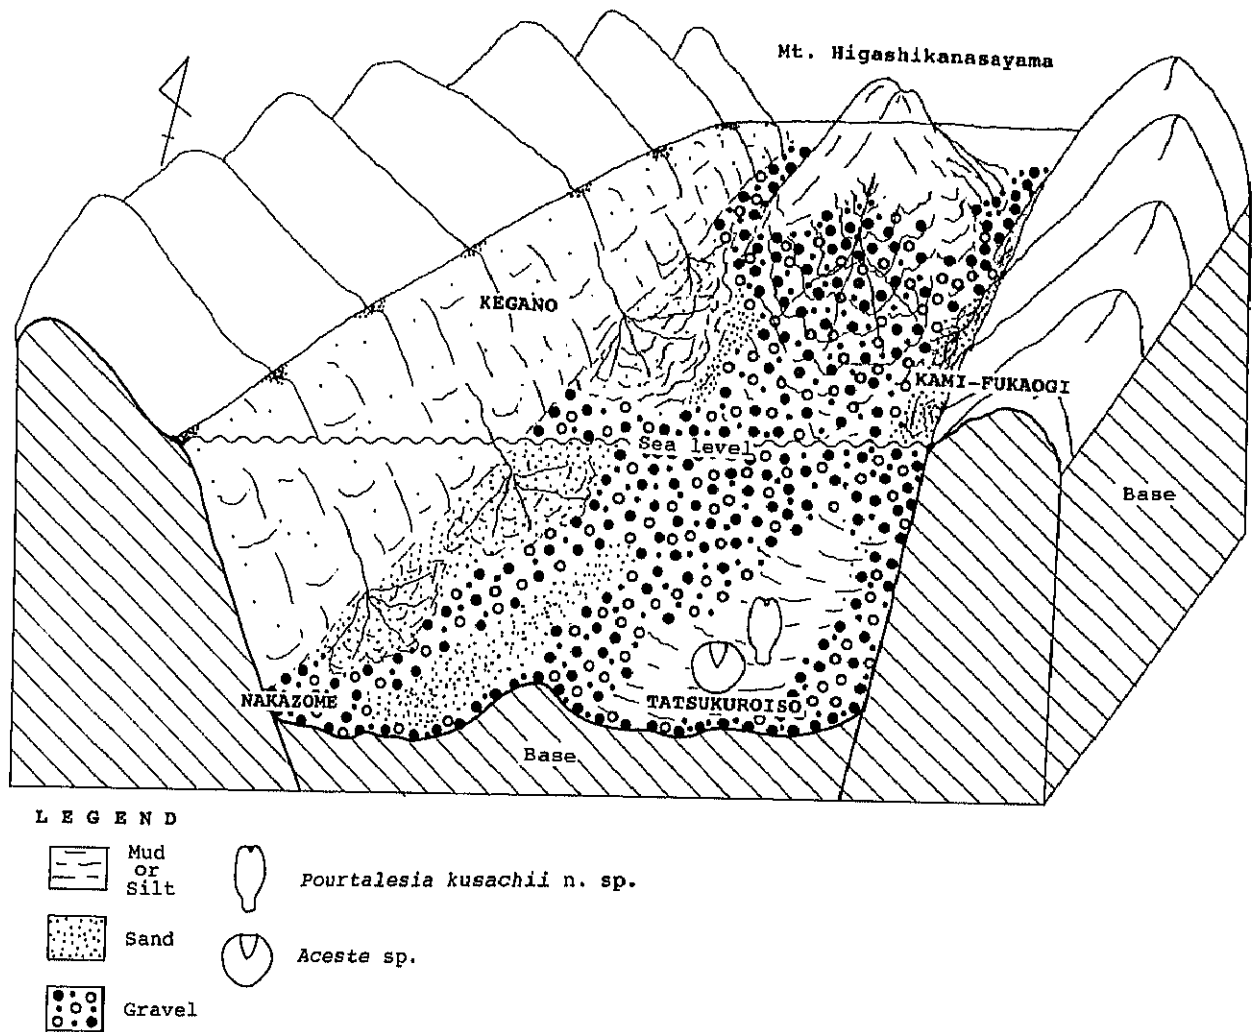 Mt. Higashikanasayama
KEGANO
KAMI-FUKAOGI
Sea level
Base
NAKAZOME
TATSUKUROISO
Base
LEGEND
Mud
or
Silt
Pourtalesia kusachii n. sp.
Sand
Aceste sp.
Gravel